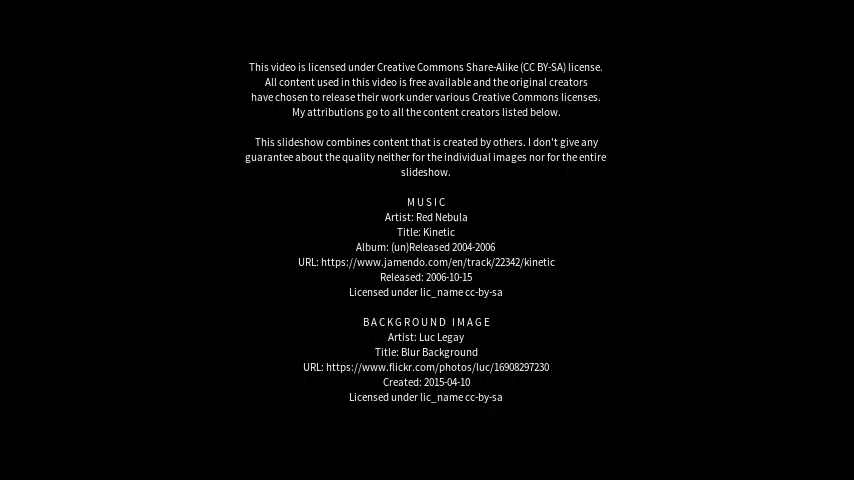 This video is licensed under Creative Commons Share-Alike (CC BY-SA) license.
All content used in this video is free available and the original creators
have chosen to release their work under various Creative Commons licenses.
My attributions go to all the content creators listed below.
This slideshow combines content that is created by others. I don't give any
guarantee about the quality neither for the individual images nor for the entire
slideshow.
MUSIC
Artist: Red Nebula
Title: Kinetic
Album: (un)Released 2004-2006
URL: https://www.jamendo.com/en/track/22342/kinetic
Released: 2006-10-15
Licensed under lic_name cc-by-sa
BACKGROUND IMAGE
Artist: Luc Legay
Title: Blur Background
URL: https://www.flickr.com/photos/luc/16908297230
Created: 2015-04-10
Licensed under lic_name cc-by-sa